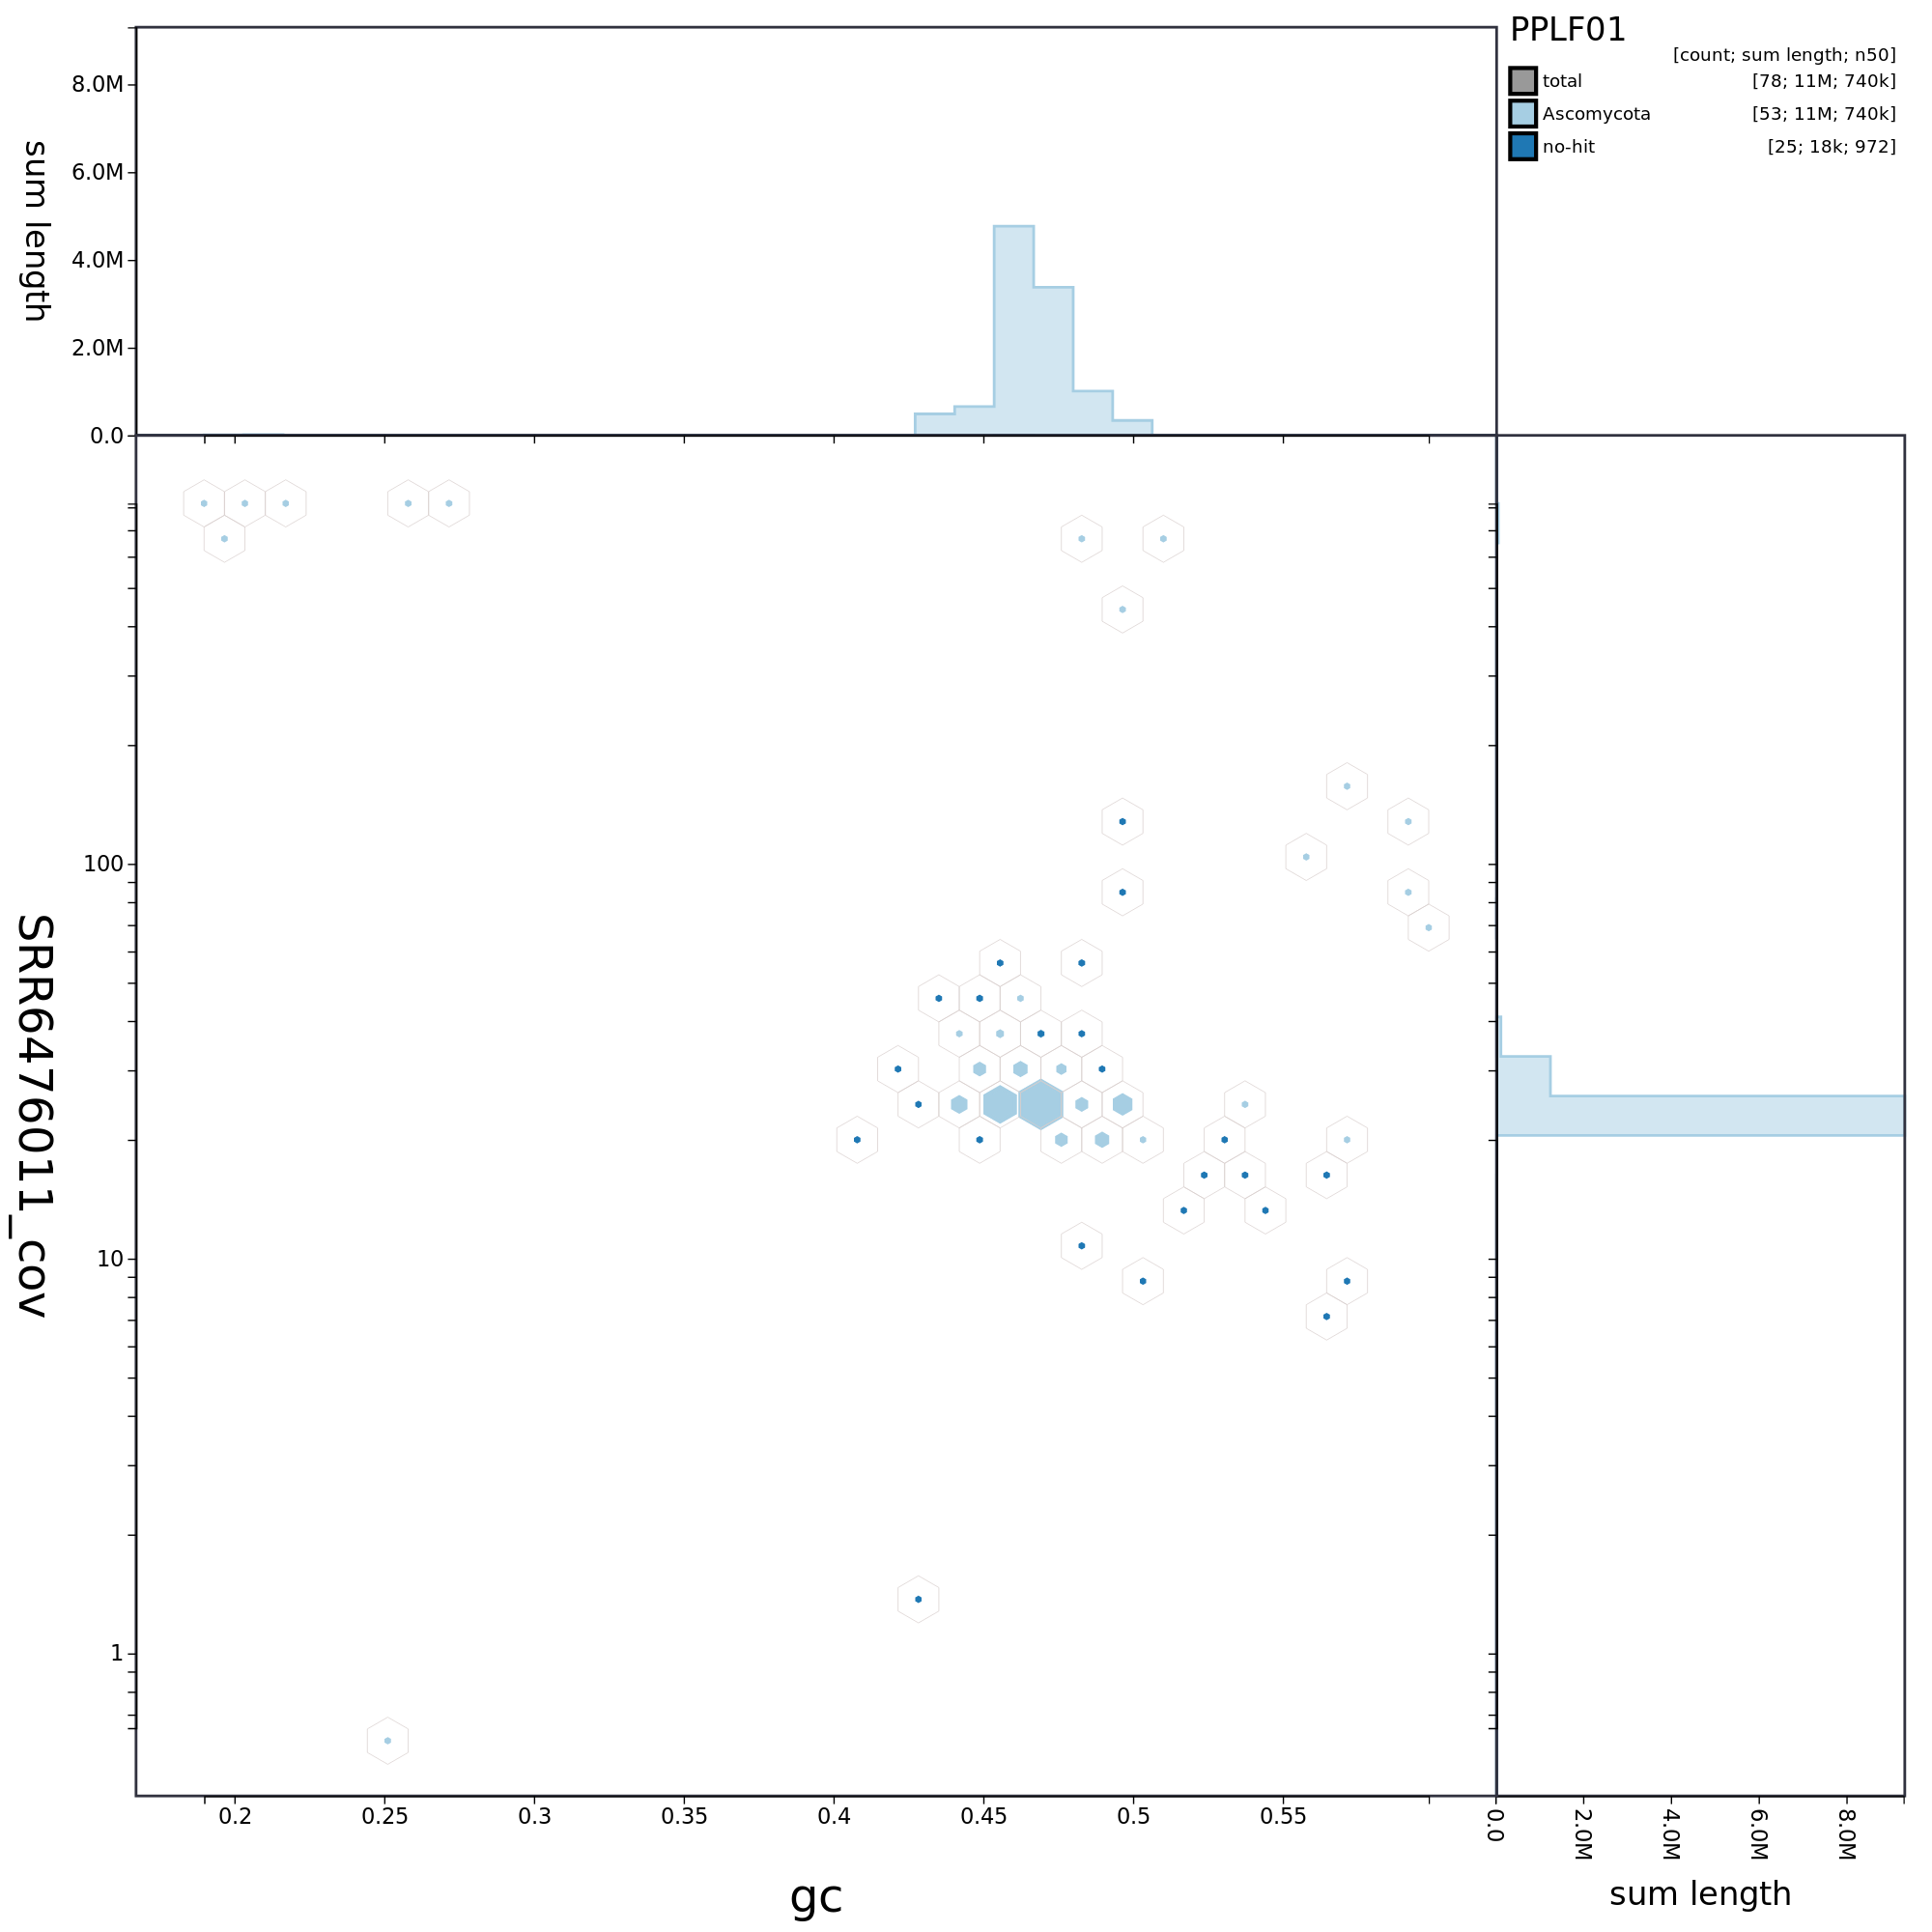 PPLF01
[count; sum length; n50]
total [78; 11M; 740k]
Ascomycota [53; 11M; 740k]
no-hit [25; 18k; 972]
sum length
8.0M
6.0M
4.0M
2.0M
0.0
SRR6476011_cov
100
10
1
0.2 0.25 0.3 0.35 0.4 0.45 0.5 0.55
gc
0.0 2.0M 4.0M 6.0M 8.0M
sum length